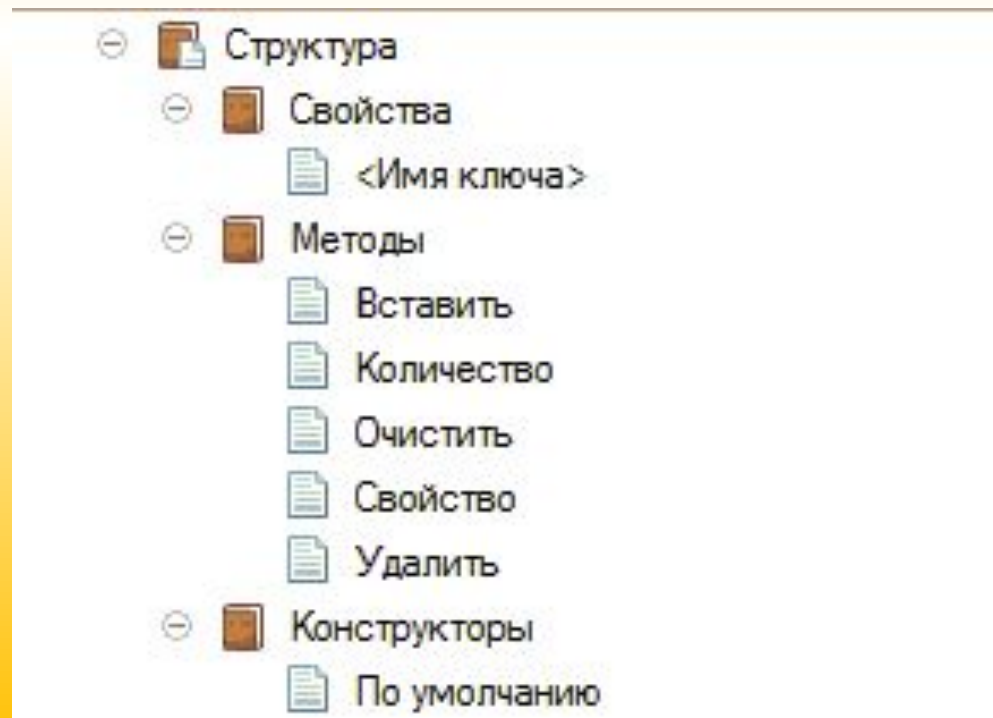 Структура
Свойства
<Имя ключа>
Методы
Вставить
Количество
Очистить
Свойство
Удалить
Конструкторы
По умолчанию